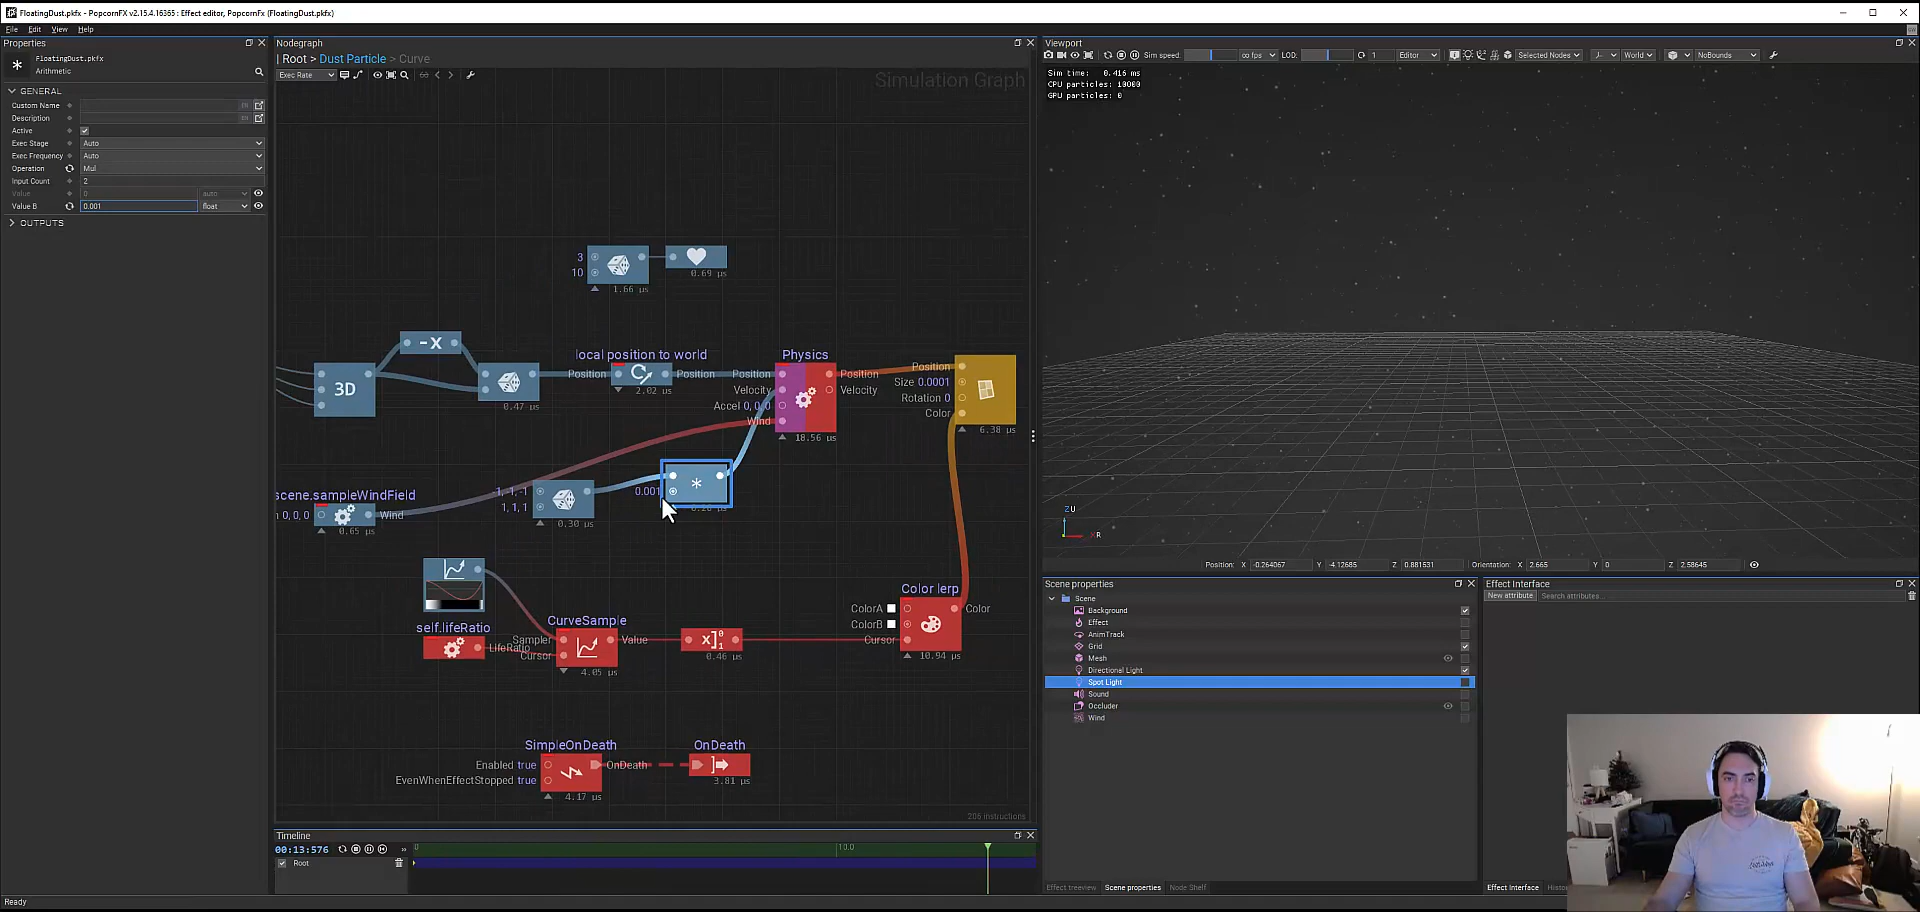 FloatingDust.pkfx - PopcornFX v2.15.4.16365 : Effect editor, PopcornFx (FloatingDust.pkfx)
File Edit View Help
Properties
FloatingDust.pkfx
Arithmetic
GENERAL
Custom Name
Description
Active
Exec Stage Auto
Exec Frequency Auto
Operation Mul
Input Count 2
Value 0 auto
Value B 0.001 float
OUTPUTS
Nodegraph
| Root > Dust Particle > Curve
Exec Rate
Simulation Graph
3
10
1.66 µs
0.69 µs
-X
3D
0.47 µs
local position to world
Position
Position
2.02 µs
Physics
Position
Velocity
Accel 0, 0, 0
Wind
Position
Velocity
18.56 µs
Position
Size 0.0001
Rotation 0
Color
6.38 µs
scene.sampleWindField
0, 0, 0
Wind
0.65 µs
-1, -1, -1
1, 1, 1
0.30 µs
0.001
*
self.lifeRatio
LifeRatio
CurveSample
Sampler
Cursor
Value
4.05 µs
0.46 µs
Color lerp
ColorA
ColorB
Cursor
Color
10.94 µs
SimpleOnDeath
Enabled true
EvenWhenEffectStopped true
OnDeath
4.17 µs
OnDeath
3.81 µs
206 instructions
Timeline
00:13:576
0
10.0
Root
Ready
Viewport
Sim speed:
∞ fps
LOD:
1
Editor
Selected Nodes
World
NoBounds
Sim time: 0.416 ms
CPU particles: 10000
GPU particles: 0
ZU
XR
Position: X -0.264067 Y -4.12685 Z 0.881531 Orientation: X 2.665 Y 0 Z 2.58645
Scene properties
Scene
Background
Effect
AnimTrack
Grid
Mesh
Directional Light
Spot Light
Sound
Occluder
Wind
Effect treeview Scene properties Node Shelf
Effect Interface
New attribute Search attributes...
Effect Interface